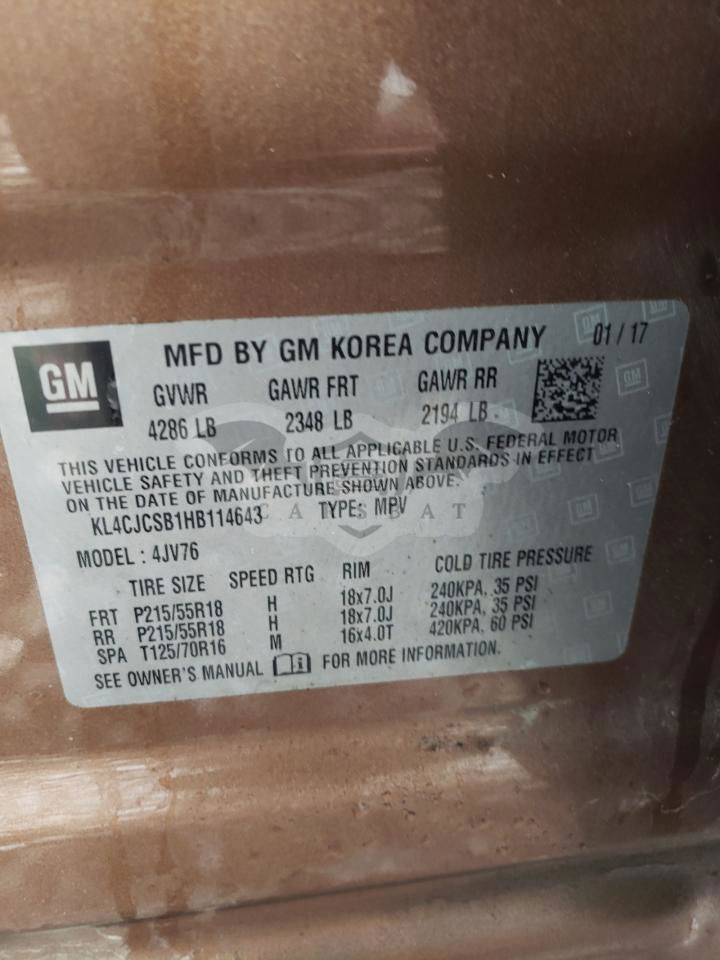 GM
MFD BY GM KOREA COMPANY 01/17
GVWR GAWR FRT GAWR RR
4286 LB 2348 LB 2194 LB
THIS VEHICLE CONFORMS TO ALL APPLICABLE U.S. FEDERAL MOTOR
VEHICLE SAFETY AND THEFT PREVENTION STANDARDS IN EFFECT
ON THE DATE OF MANUFACTURE SHOWN ABOVE.
KL4CJCSB1HB114643 TYPE: MPV
CARSBAT
MODEL : 4JV76
TIRE SIZE SPEED RTG RIM COLD TIRE PRESSURE
FRT P215/55R18 H 18x7.0J 240KPA, 35 PSI
RR P215/55R18 H 18x7.0J 240KPA, 35 PSI
SPA T125/70R16 M 16x4.0T 420KPA, 60 PSI
SEE OWNER'S MANUAL FOR MORE INFORMATION.